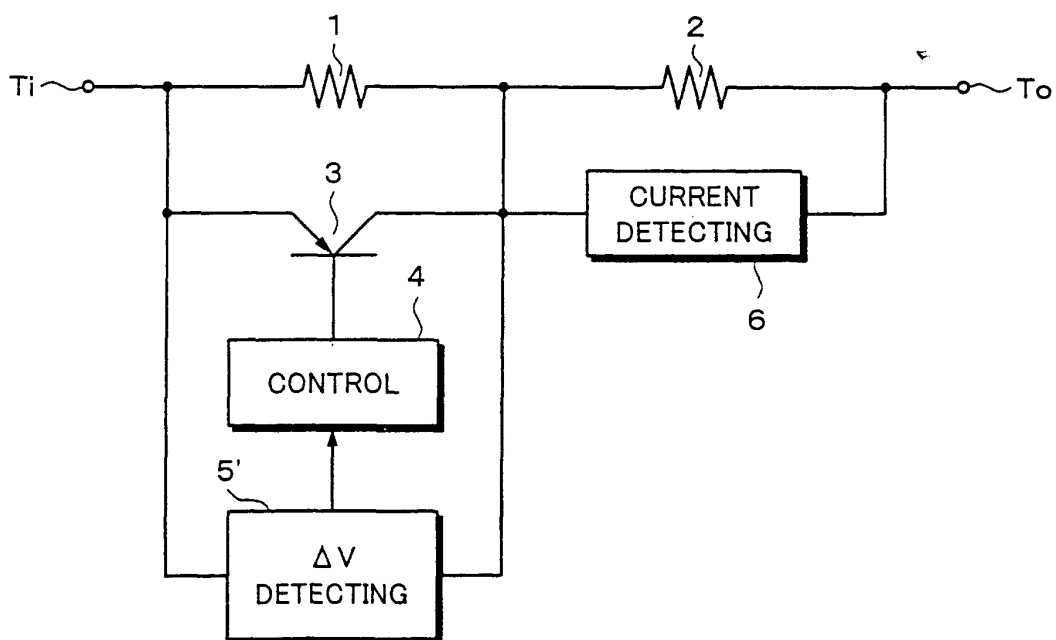 1
2
Ti
To
3
CURRENT
DETECTING
4
6
CONTROL
5'
ΔV
DETECTING